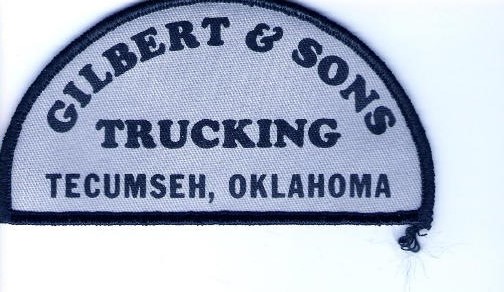 GILBERT & SONS
TRUCKING
TECUMSEH, OKLAHOMA